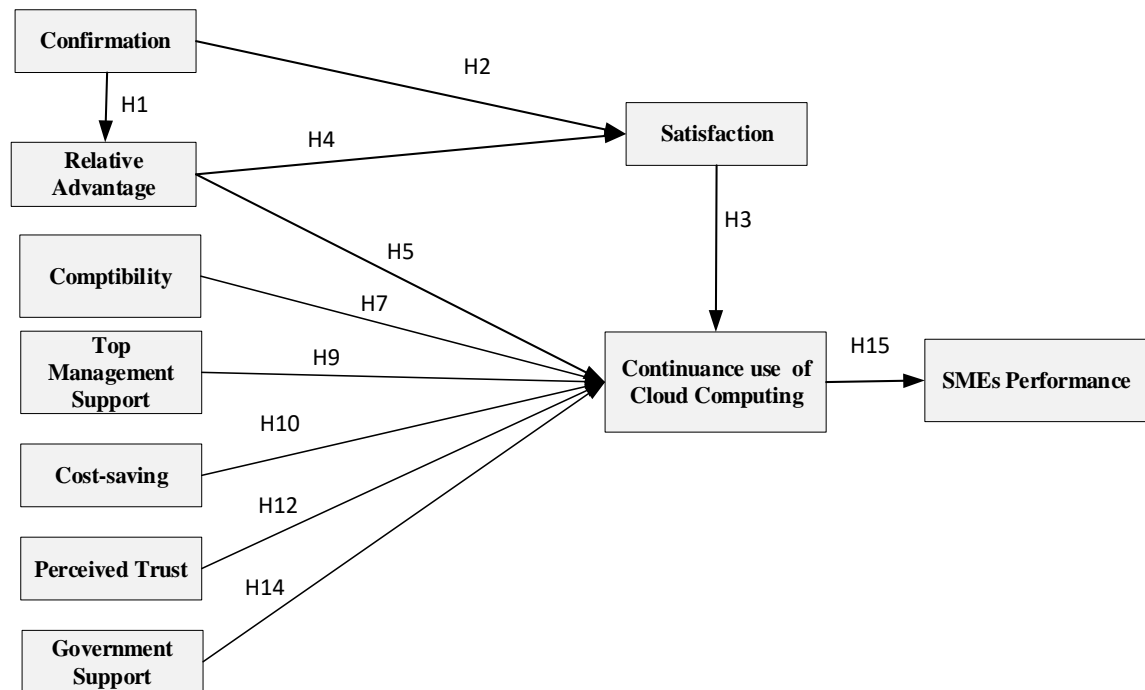 Confirmation
H2
H1
Satisfaction
H4
Relative
Advantage
H3
H5
Comptibility
H7
Top
Management
Support
H9
Continuance use of
Cloud Computing
H15
SMEs Performance
H10
Cost-saving
H12
Perceived Trust
H14
Government
Support